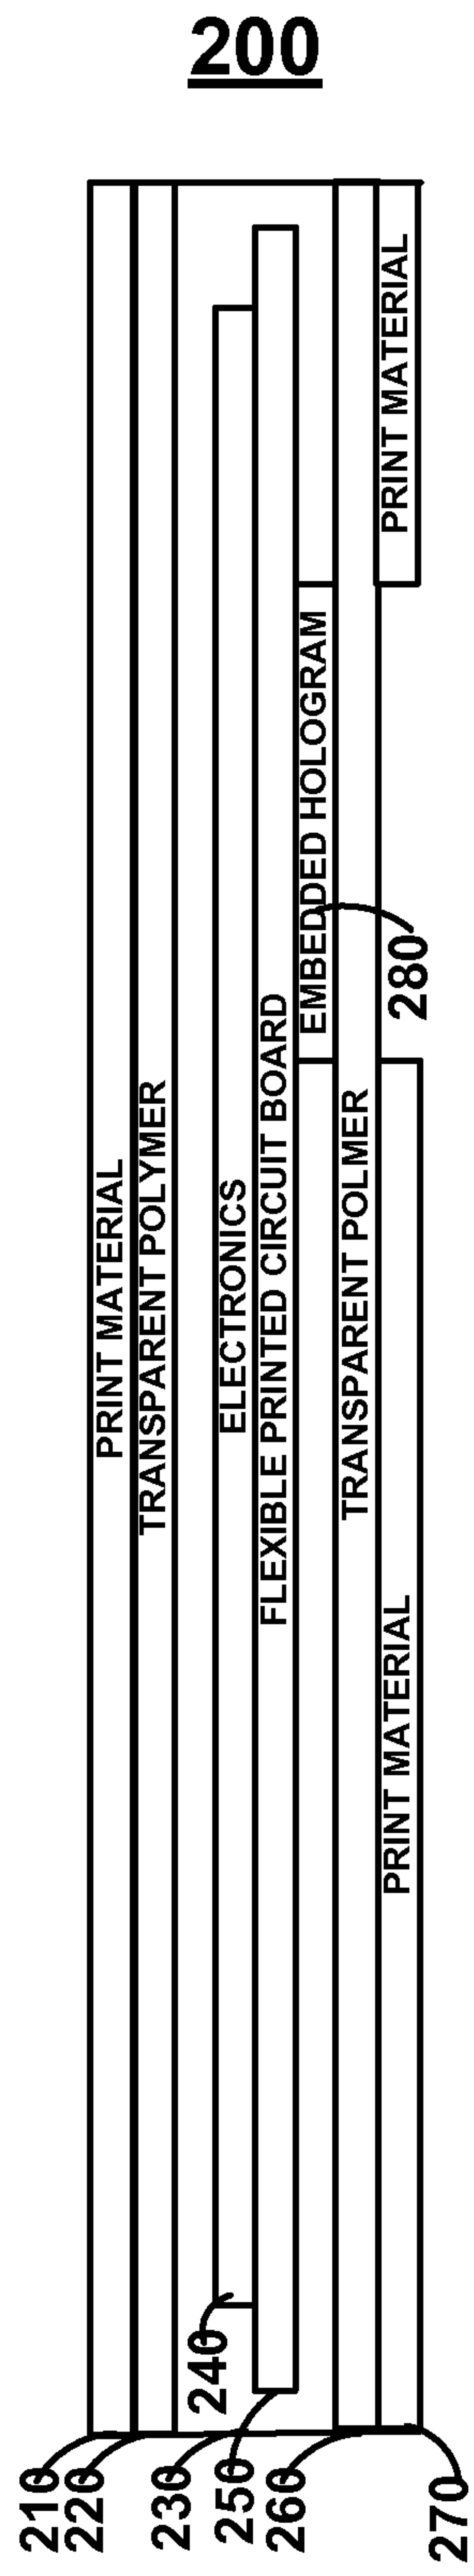 200
PRINT MATERIAL
TRANSPARENT POLYMER
ELECTRONICS
FLEXIBLE PRINTED CIRCUIT BOARD
EMBEDDED HOLOGRAM
TRANSPARENT POLMER
PRINT MATERIAL
PRINT MATERIAL
210
220
230
240
250
260
270
280